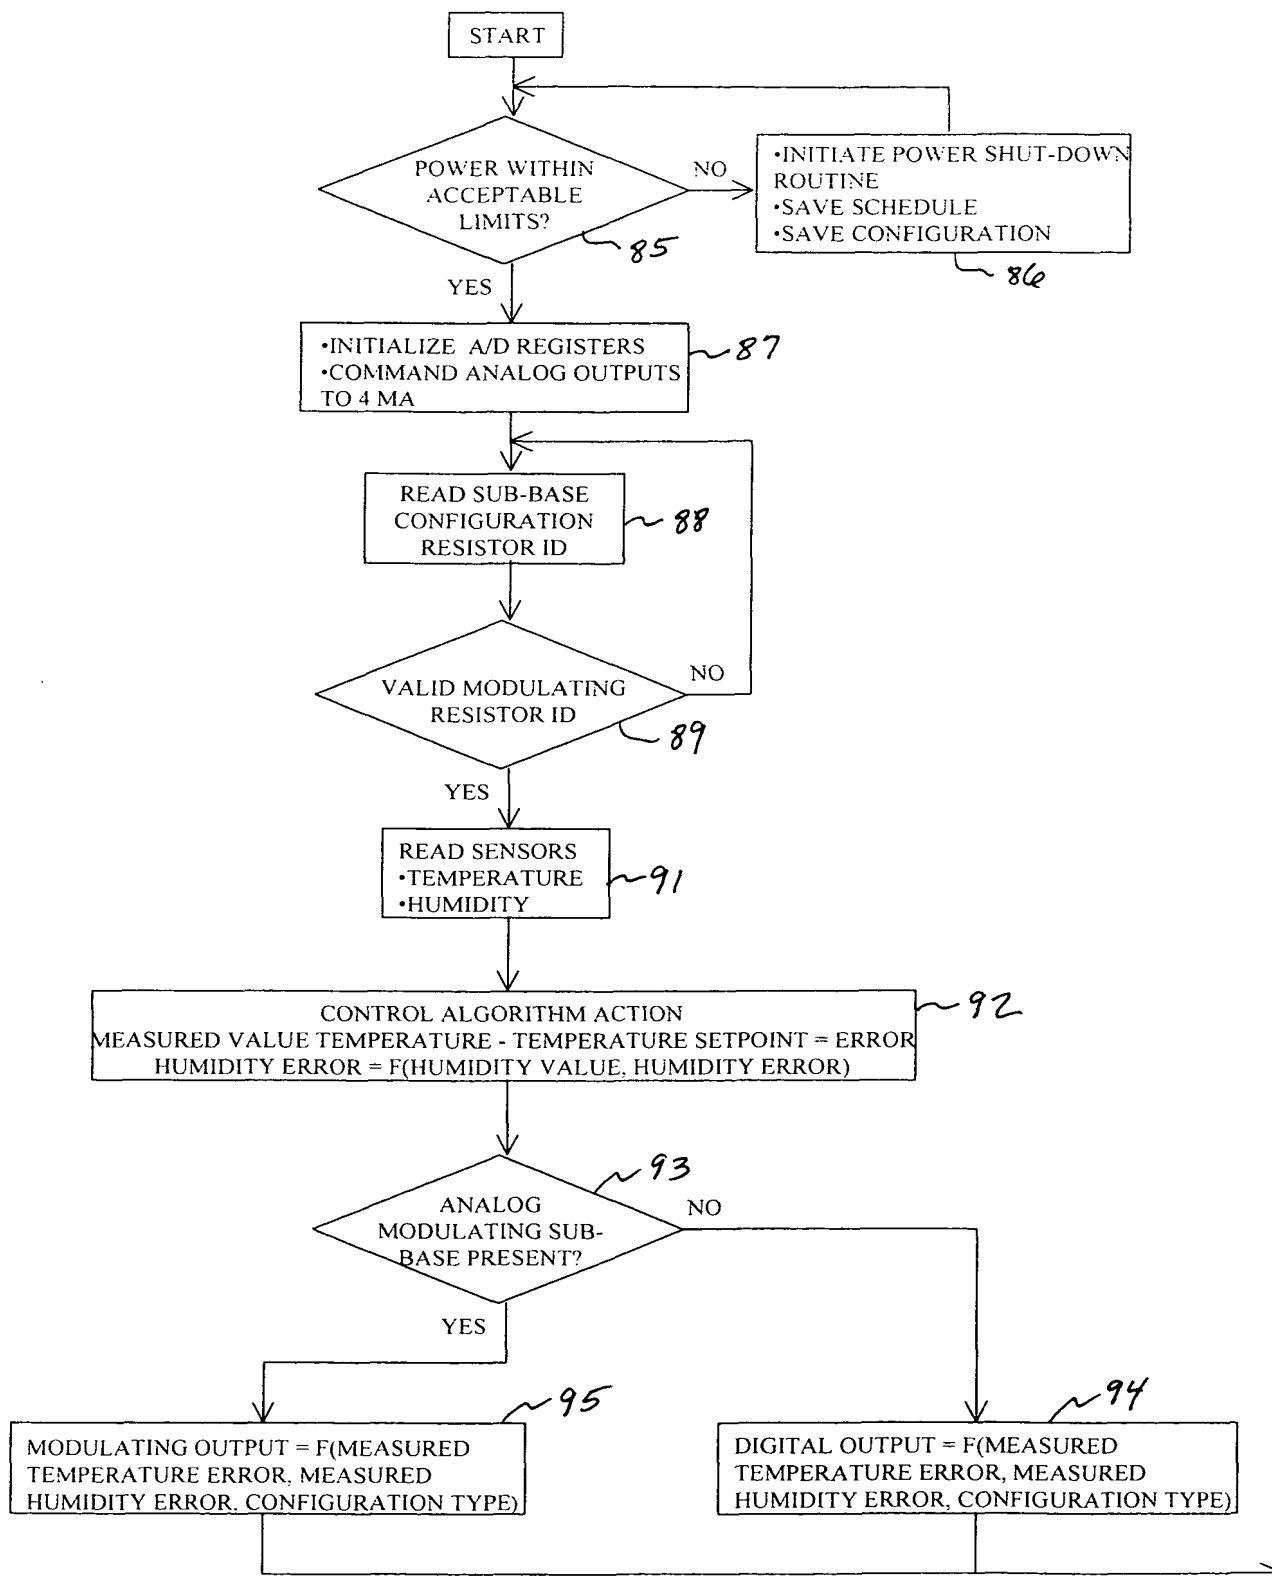 START
POWER WITHIN
ACCEPTABLE
LIMITS?
85
NO
•INITIATE POWER SHUT-DOWN
ROUTINE
•SAVE SCHEDULE
•SAVE CONFIGURATION
86
YES
•INITIALIZE A/D REGISTERS
•COMMAND ANALOG OUTPUTS
TO 4 MA
87
READ SUB-BASE
CONFIGURATION
RESISTOR ID
88
VALID MODULATING
RESISTOR ID
89
NO
YES
READ SENSORS
•TEMPERATURE
•HUMIDITY
91
CONTROL ALGORITHM ACTION
MEASURED VALUE TEMPERATURE - TEMPERATURE SETPOINT = ERROR
HUMIDITY ERROR = F(HUMIDITY VALUE, HUMIDITY ERROR)
92
ANALOG
MODULATING SUB-
BASE PRESENT?
93
NO
YES
MODULATING OUTPUT = F(MEASURED
TEMPERATURE ERROR, MEASURED
HUMIDITY ERROR, CONFIGURATION TYPE)
95
DIGITAL OUTPUT = F(MEASURED
TEMPERATURE ERROR, MEASURED
HUMIDITY ERROR, CONFIGURATION TYPE)
94